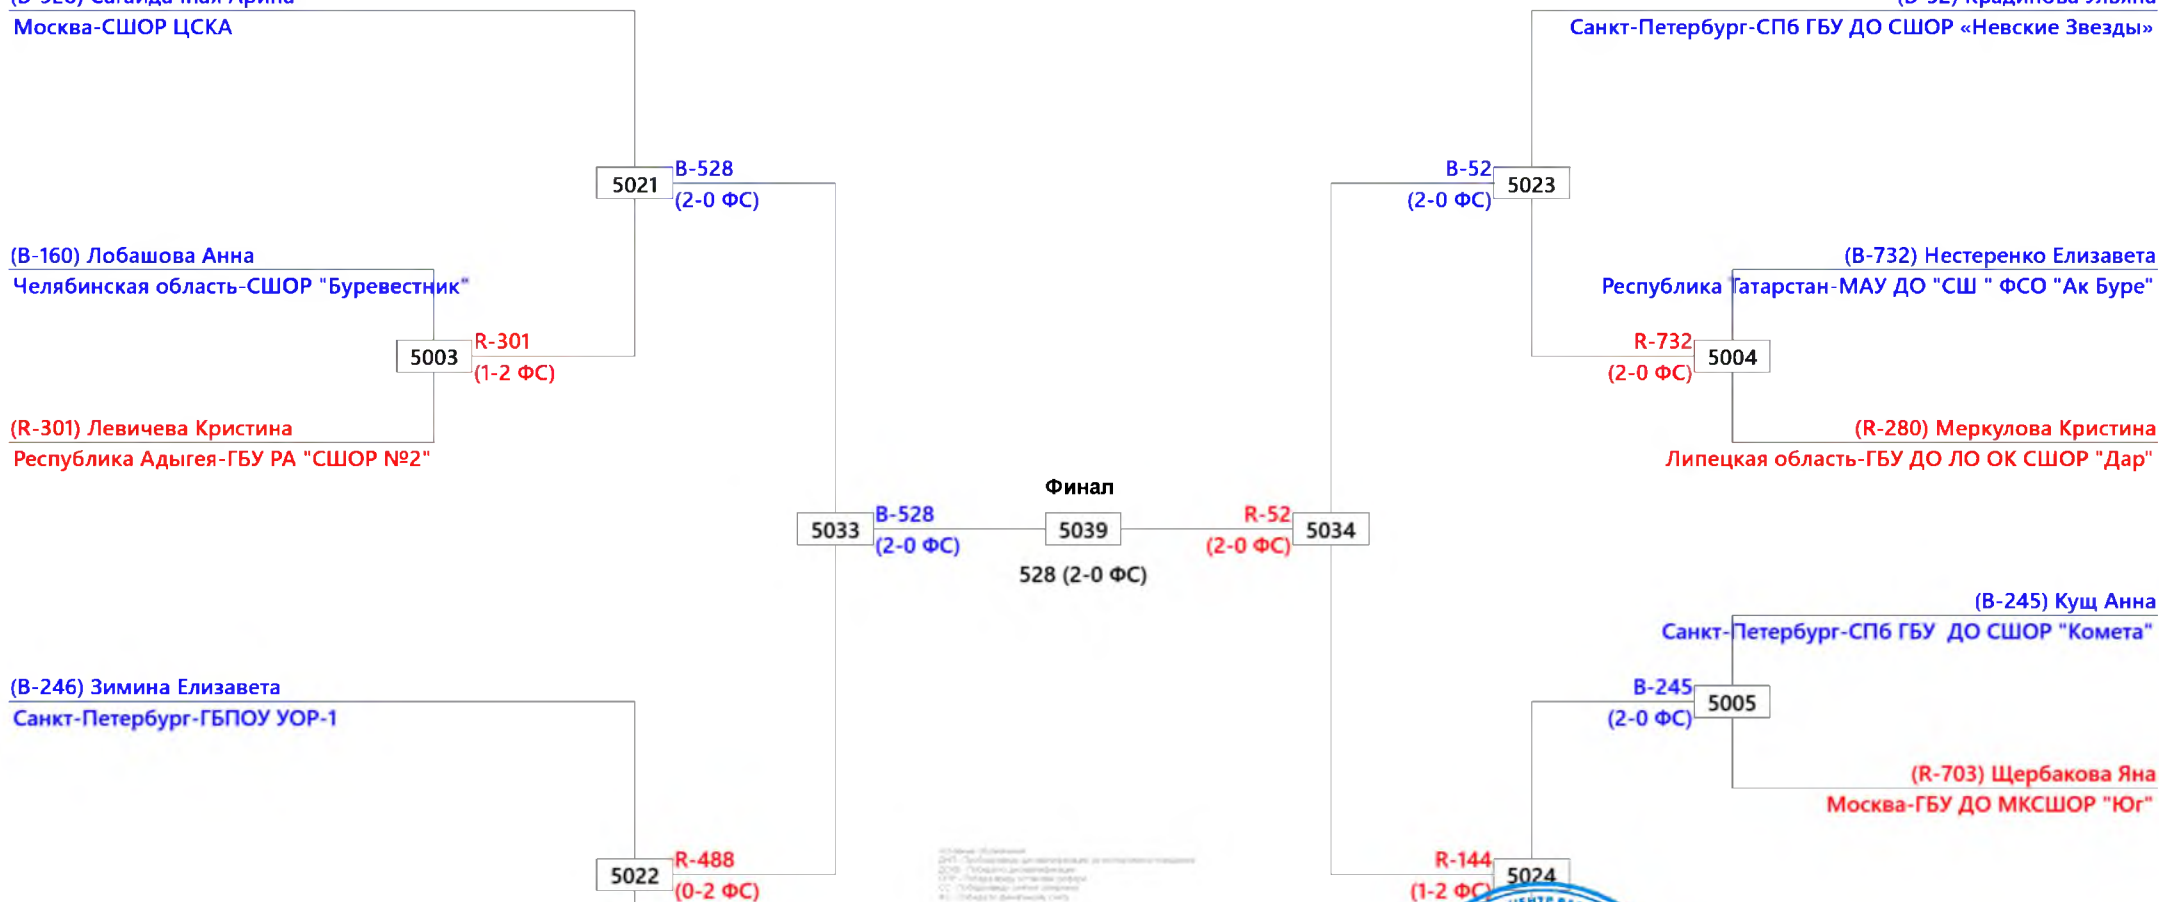 Москва-СШОР ЦСКА
Санкт-Петербург-СПб ГБУ ДО СШОР «Невские Звезды»
5021
B-528
(2-0 ФС)
B-52
(2-0 ФС)
5023
(B-160) Лобашова Анна
Челябинская область-СШОР "Буревестник"
(B-732) Нестеренко Елизавета
Республика Татарстан-МАУ ДО "СШ " ФСО "Ак Буре"
5003
R-301
(1-2 ФС)
R-732
(2-0 ФС)
5004
(R-301) Левичева Кристина
Республика Адыгея-ГБУ РА "СШОР №2"
(R-280) Меркулова Кристина
Липецкая область-ГБУ ДО ЛО ОК СШОР "Дар"
Финал
5033
B-528
(2-0 ФС)
5039
R-52
(2-0 ФС)
5034
528 (2-0 ФС)
(B-245) Кущ Анна
Санкт-Петербург-СПб ГБУ ДО СШОР "Комета"
(B-246) Зимина Елизавета
Санкт-Петербург-ГБПОУ УОР-1
B-245
(2-0 ФС)
5005
(R-703) Щербакова Яна
Москва-ГБУ ДО МКСШОР "Юг"
5022
R-488
(0-2 ФС)
R-144
(1-2 ФС)
5024